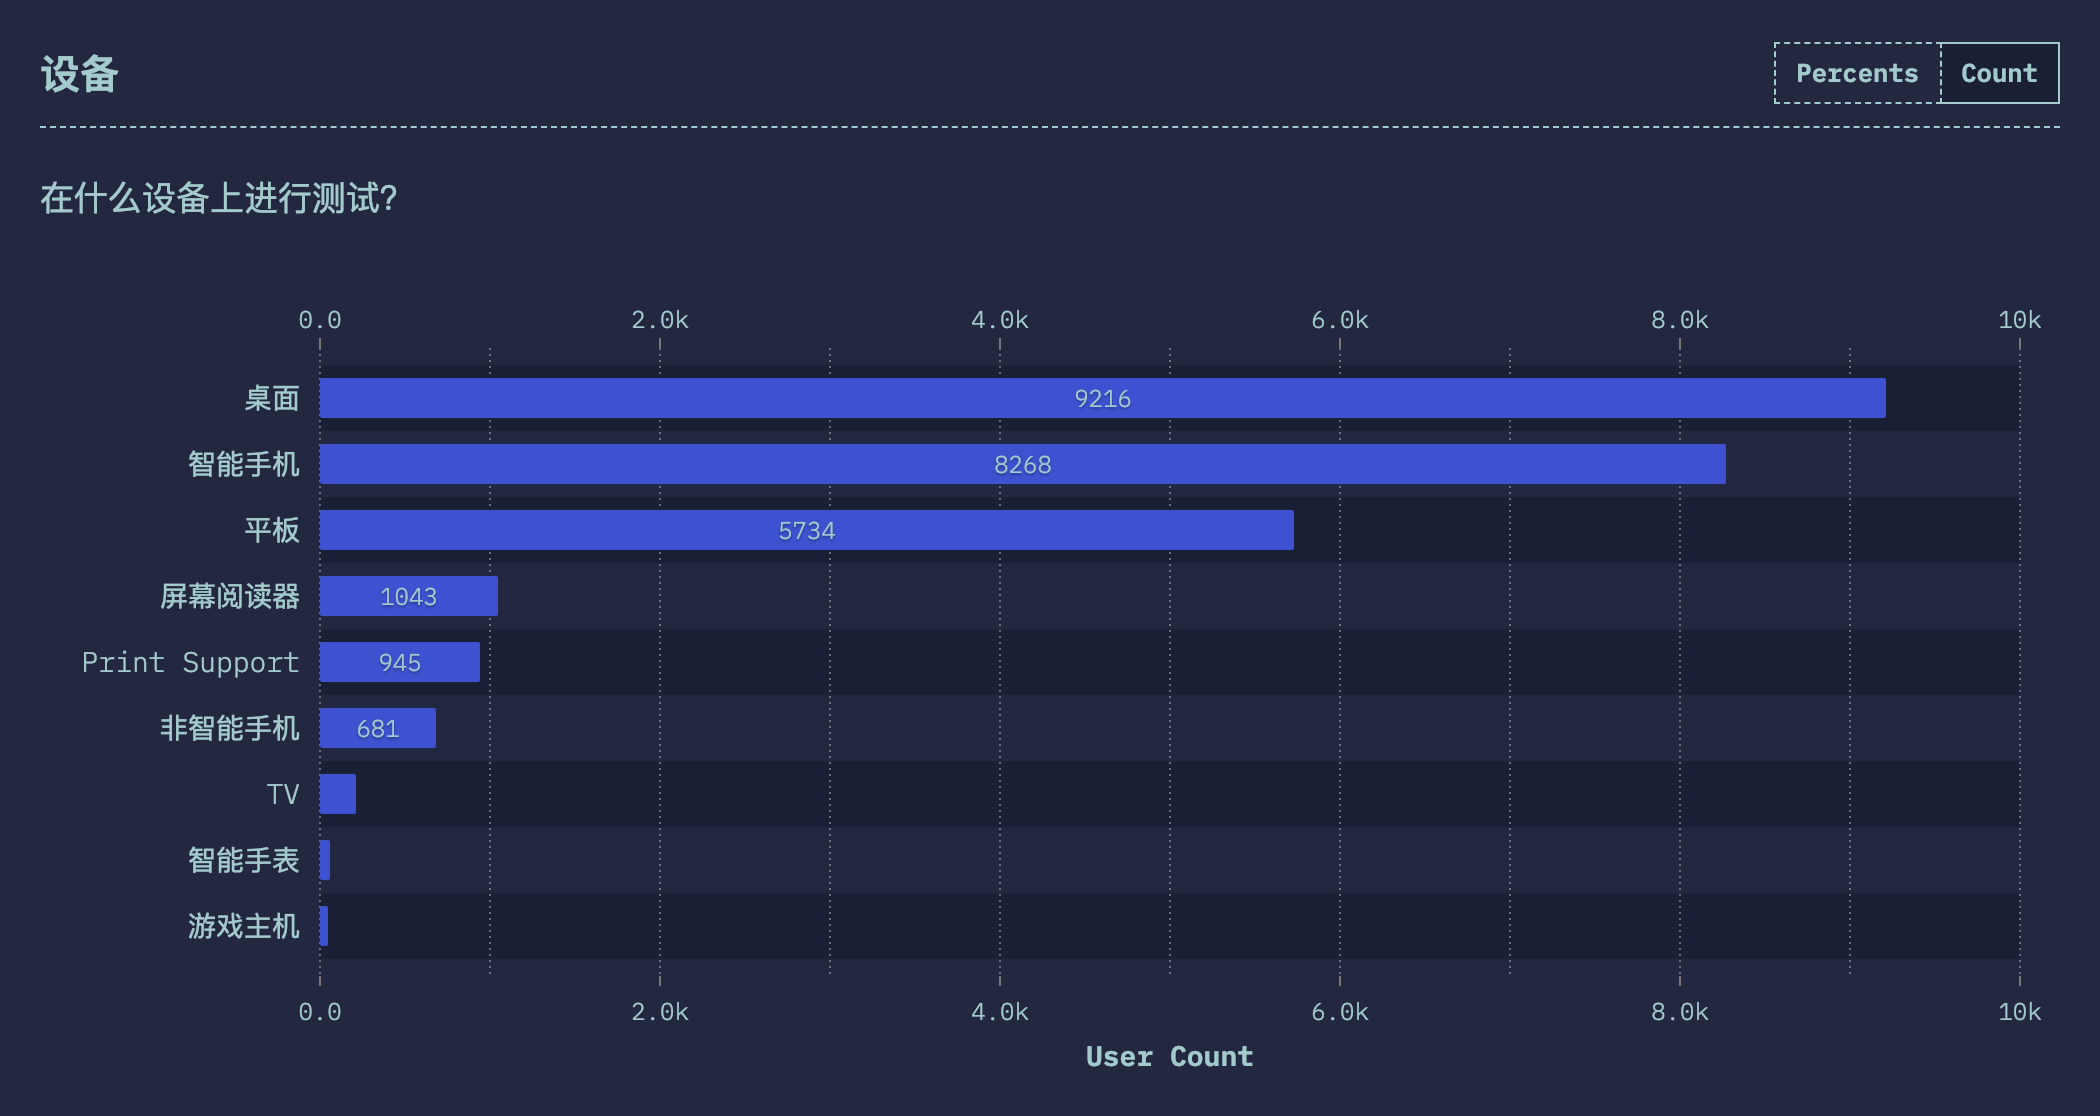 设备
Percents Count
在什么设备上进行测试?
0.0 2.0k 4.0k 6.0k 8.0k 10k
桌面 9216
智能手机 8268
平板 5734
屏幕阅读器 1043
Print Support 945
非智能手机 681
TV
智能手表
游戏主机
0.0 2.0k 4.0k 6.0k 8.0k 10k
User Count